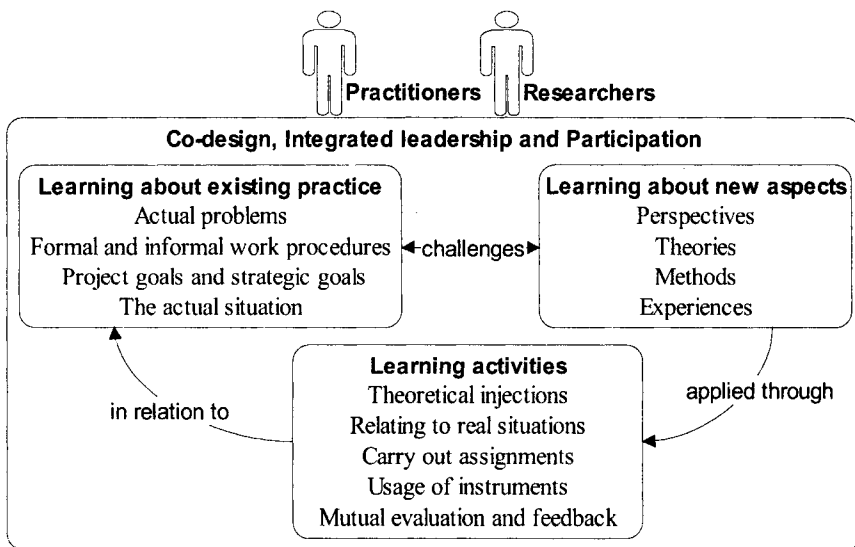 Practitioners
Researchers
Co-design, Integrated leadership and Participation
Learning about existing practice
Actual problems
Formal and informal work procedures
Project goals and strategic goals
The actual situation
challenges
Learning about new aspects
Perspectives
Theories
Methods
Experiences
applied through
Learning activities
Theoretical injections
Relating to real situations
Carry out assignments
Usage of instruments
Mutual evaluation and feedback
in relation to